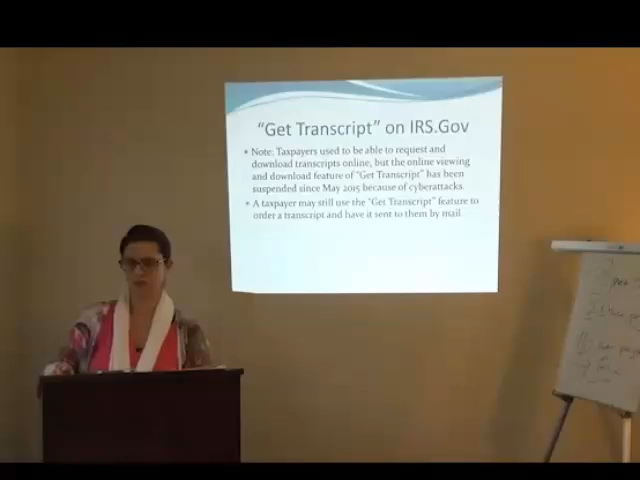 "Get Transcript" on IRS.Gov
• Note: Taxpayers used to be able to request and
download transcripts online, but the online viewing
and download feature of "Get Transcript" has been
suspended since May 2015 because of cyberattacks.
• A taxpayer may still use the "Get Transcript" feature to
order a transcript and have it sent to them by mail